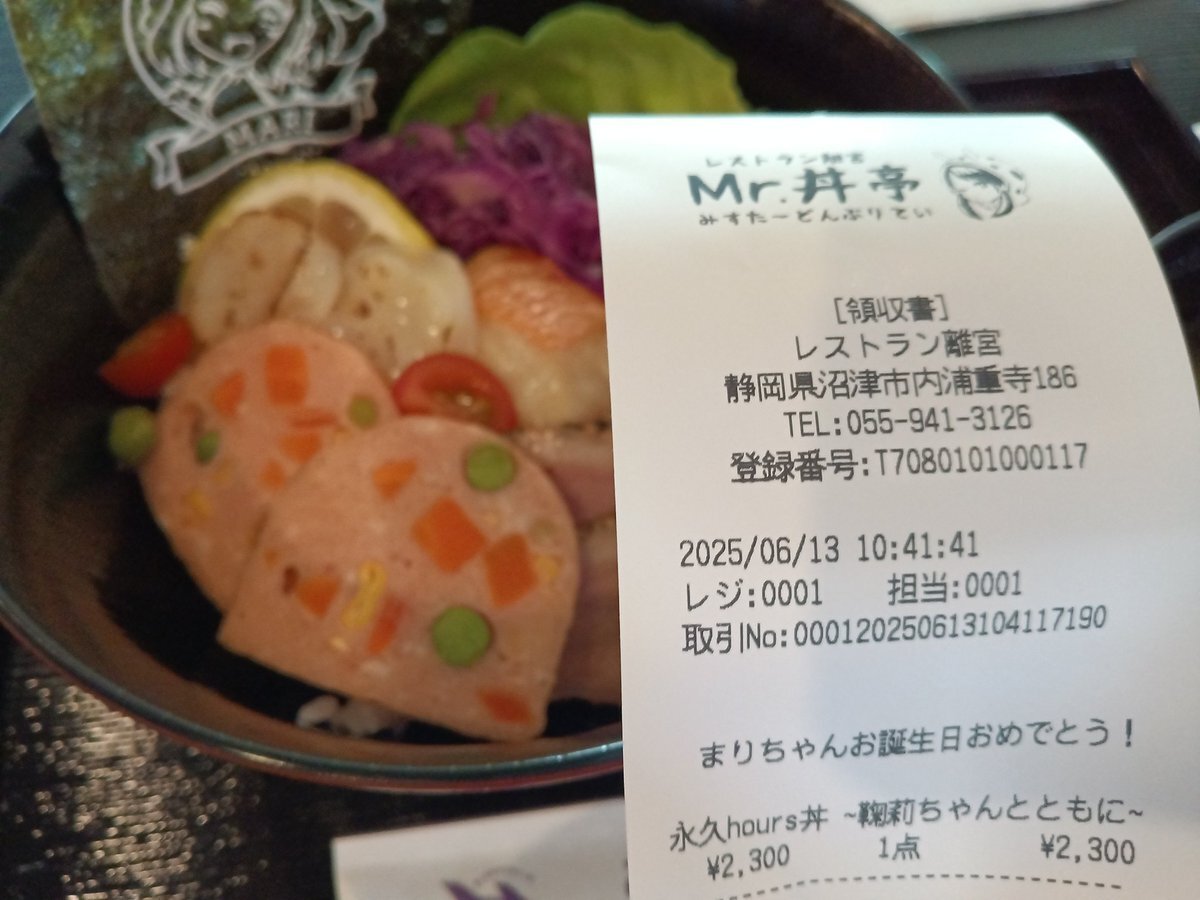 MARI
レストラン離宮
Mr.丼亭
みすたーどんぶりてい
[領収書]
レストラン離宮
静岡県沼津市内浦重寺186
TEL:055-941-3126
登録番号:T7080101000117
2025/06/13 10:41:41
レジ:0001 担当:0001
取引No:000120250613104117190
まりちゃんお誕生日おめでとう!
永久hours丼 ~鞠莉ちゃんとともに~
¥2,300 1点 ¥2,300